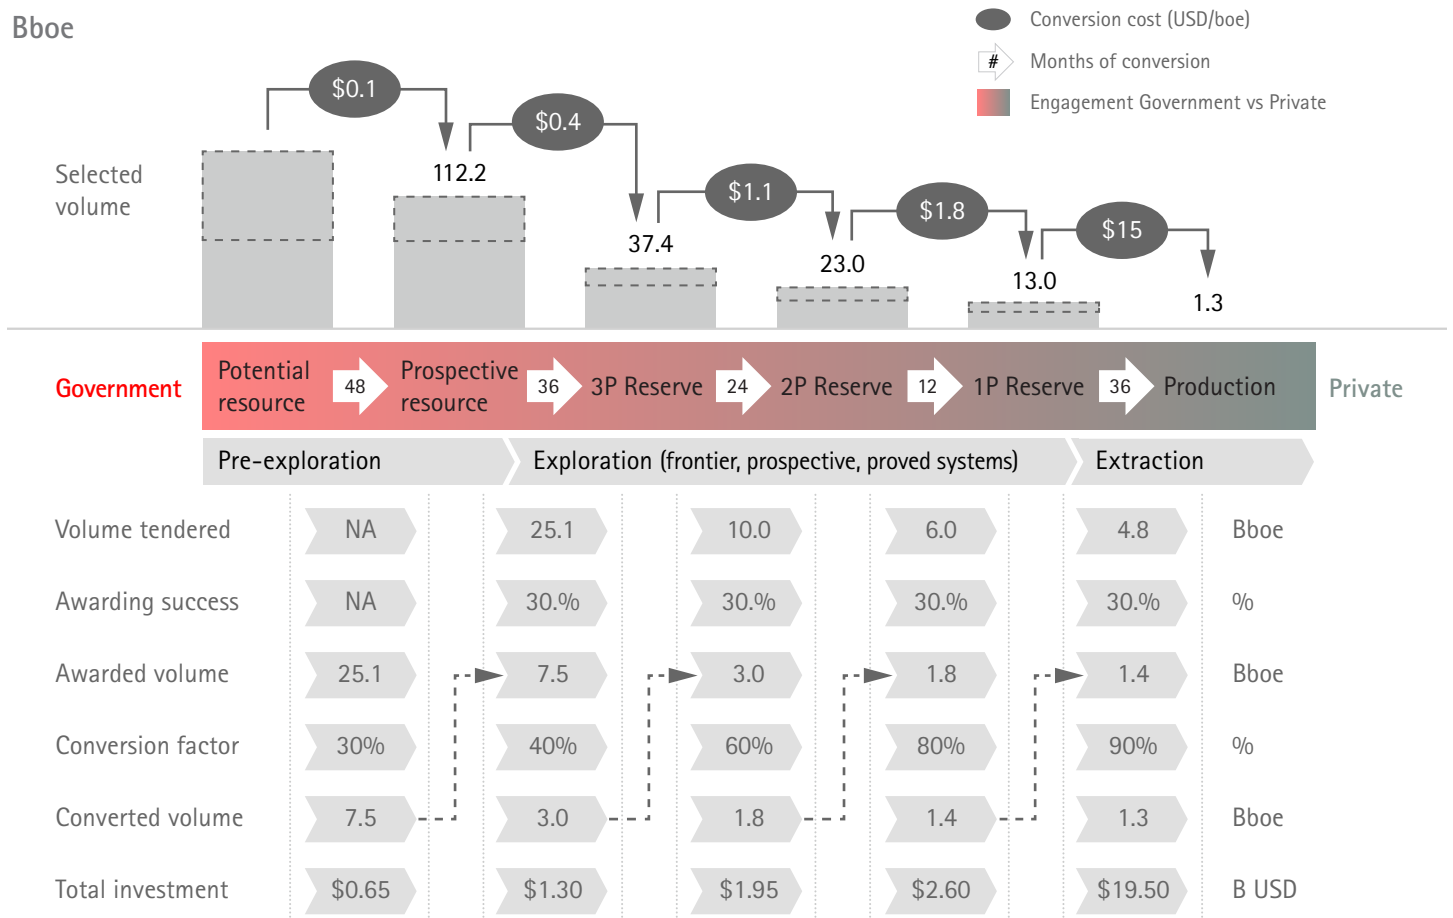 Bboe
Conversion cost (USD/boe)
# Months of conversion
Engagement Government vs Private
$0.1
$0.4
$1.1
$1.8
$15
Selected
volume
112.2
37.4
23.0
13.0
1.3
Government
Potential
resource
48
Prospective
resource
36
3P Reserve
24
2P Reserve
12
1P Reserve
36
Production
Private
Pre-exploration
Exploration (frontier, prospective, proved systems)
Extraction
Volume tendered NA 25.1 10.0 6.0 4.8 Bboe
Awarding success NA 30.% 30.% 30.% 30.% %
Awarded volume 25.1 7.5 3.0 1.8 1.4 Bboe
Conversion factor 30% 40% 60% 80% 90% %
Converted volume 7.5 3.0 1.8 1.4 1.3 Bboe
Total investment $0.65 $1.30 $1.95 $2.60 $19.50 B USD